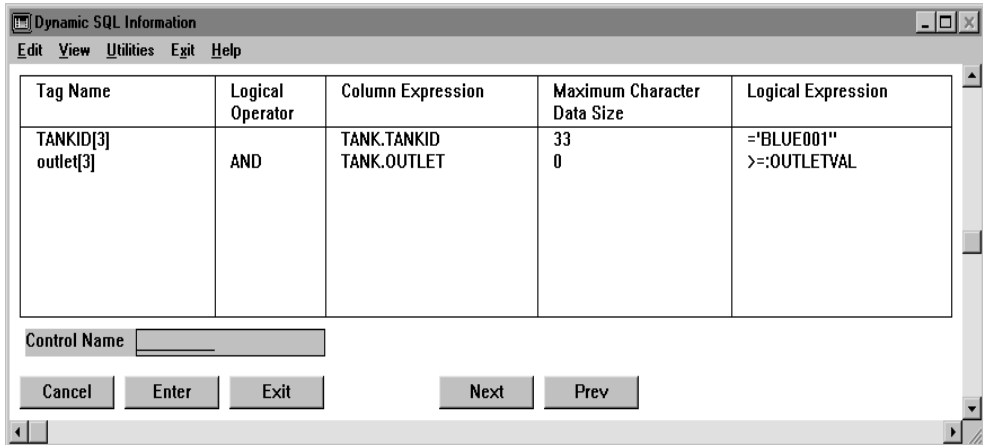 Dynamic SQL Information
Edit View Utilities Exit Help
Tag Name Logical Operator Column Expression Maximum Character Data Size Logical Expression
TANKID[3] TANK.TANKID 33 ='BLUE001"
outlet[3] AND TANK.OUTLET 0 >=:OUTLETVAL
Control Name
Cancel Enter Exit Next Prev